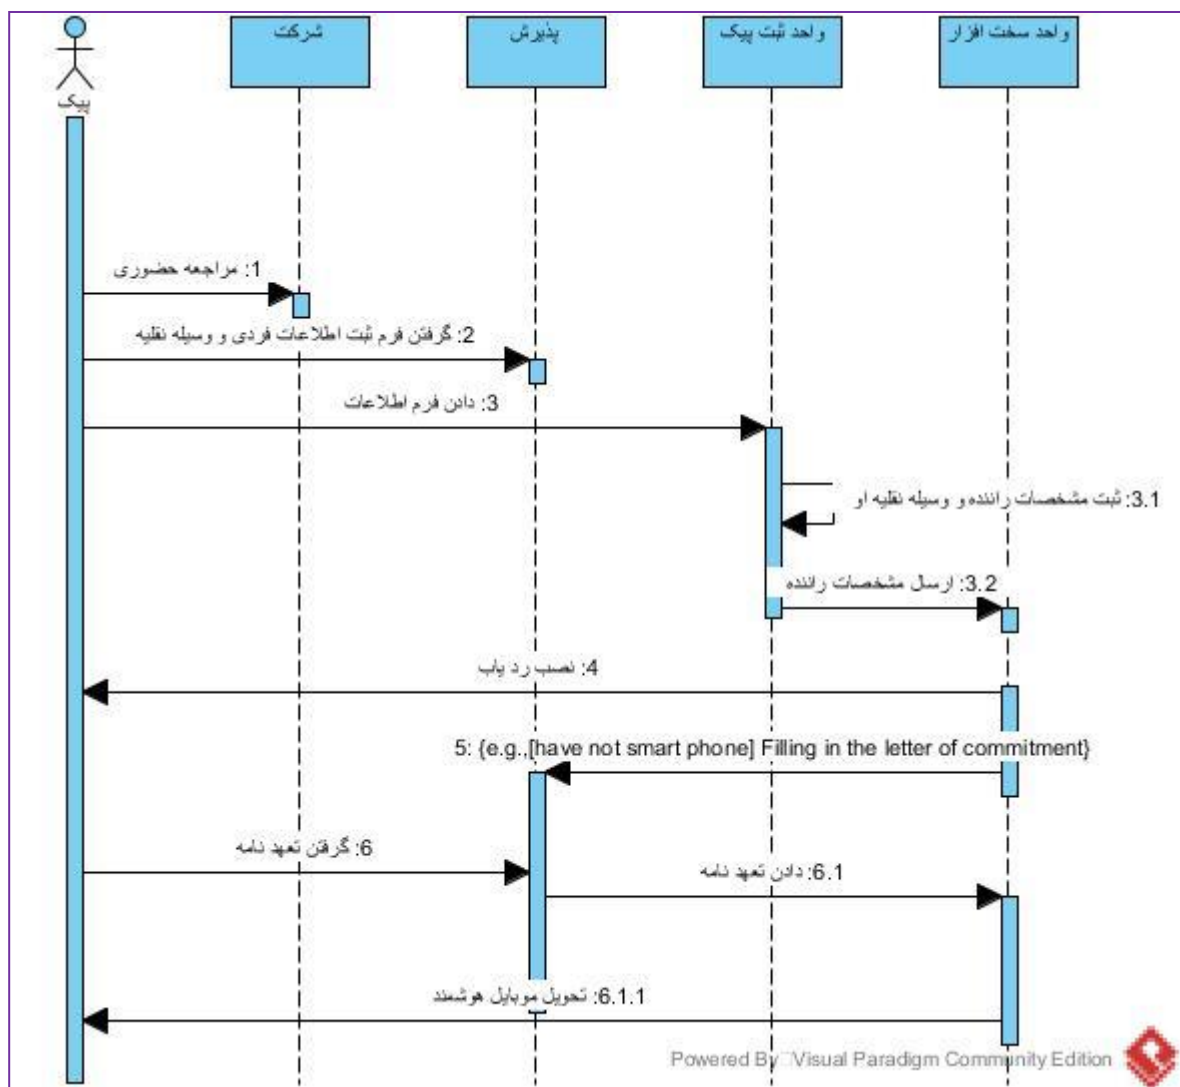 پیک
شرکت
پذیرش
واحد ثبت پیک
واحد سخت افزار
1: مراجعه حضوری
2: گرفتن فرم ثبت اطلاعات فردی و وسیله نقلیه
3: دادن فرم اطلاعات
3.1: ثبت مشخصات راننده و وسیله نقلیه او
3.2: ارسال مشخصات راننده
4: نصب رد یاب
5: {e.g.,[have not smart phone] Filling in the letter of commitment}
6: گرفتن تعهد نامه
6.1: دادن تعهد نامه
6.1.1: تحویل موبایل هوشمند
Powered By Visual Paradigm Community Edition